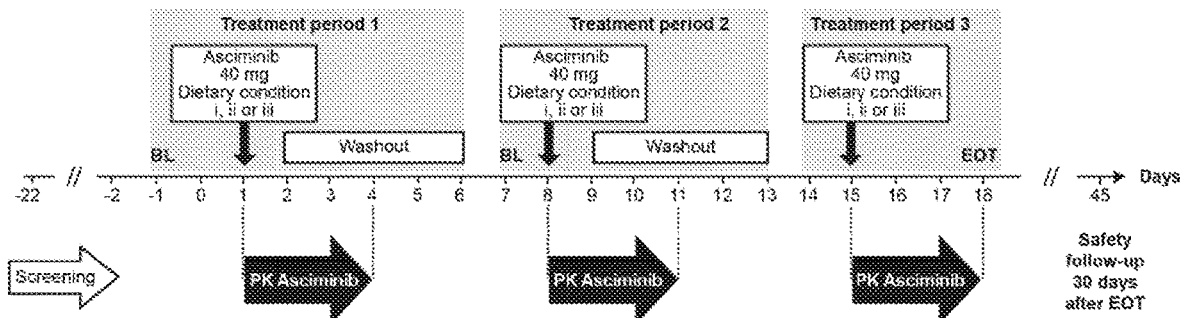 Treatment period 1
Treatment period 2
Treatment period 3
Asciminib
40 mg
Dietary condition
i, ii or iii
Asciminib
40 mg
Dietary condition
i, ii or iii
Asciminib
40 mg
Dietary condition
i, ii or iii
BL
Washout
BL
Washout
EOT
-22 // -2 -1 0 1 2 3 4 5 6 7 8 9 10 11 12 13 14 15 16 17 18 // 45 Days
Screening
PK Asciminib
PK Asciminib
PK Asciminib
Safety
follow-up
30 days
after EOT